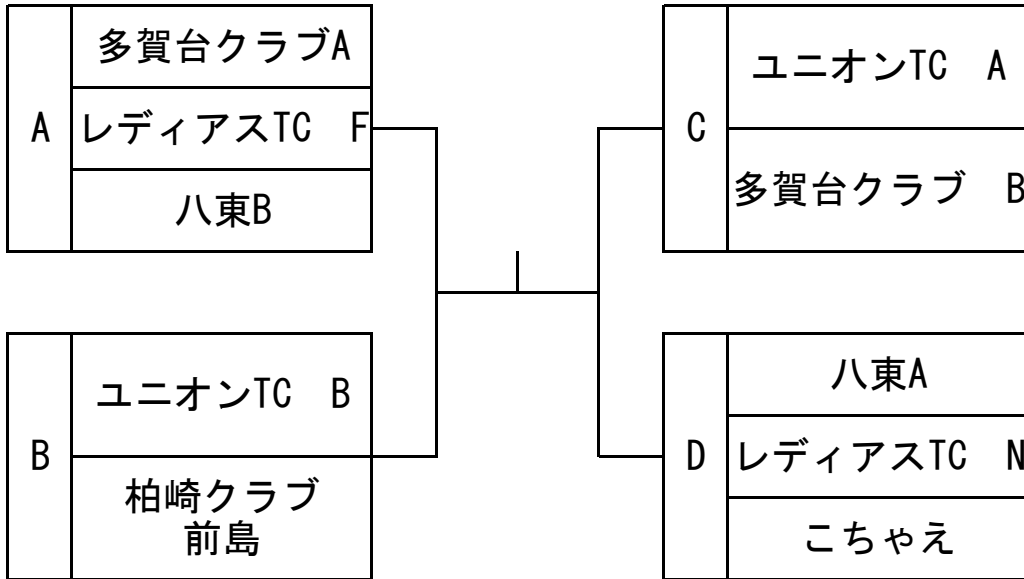 A
多賀台クラブA
レディアスTC　F
八東B
B
ユニオンTC　B
柏崎クラブ
前島
C
ユニオンTC　A
多賀台クラブ　B
D
八東A
レディアスTC　N
こちゃえ